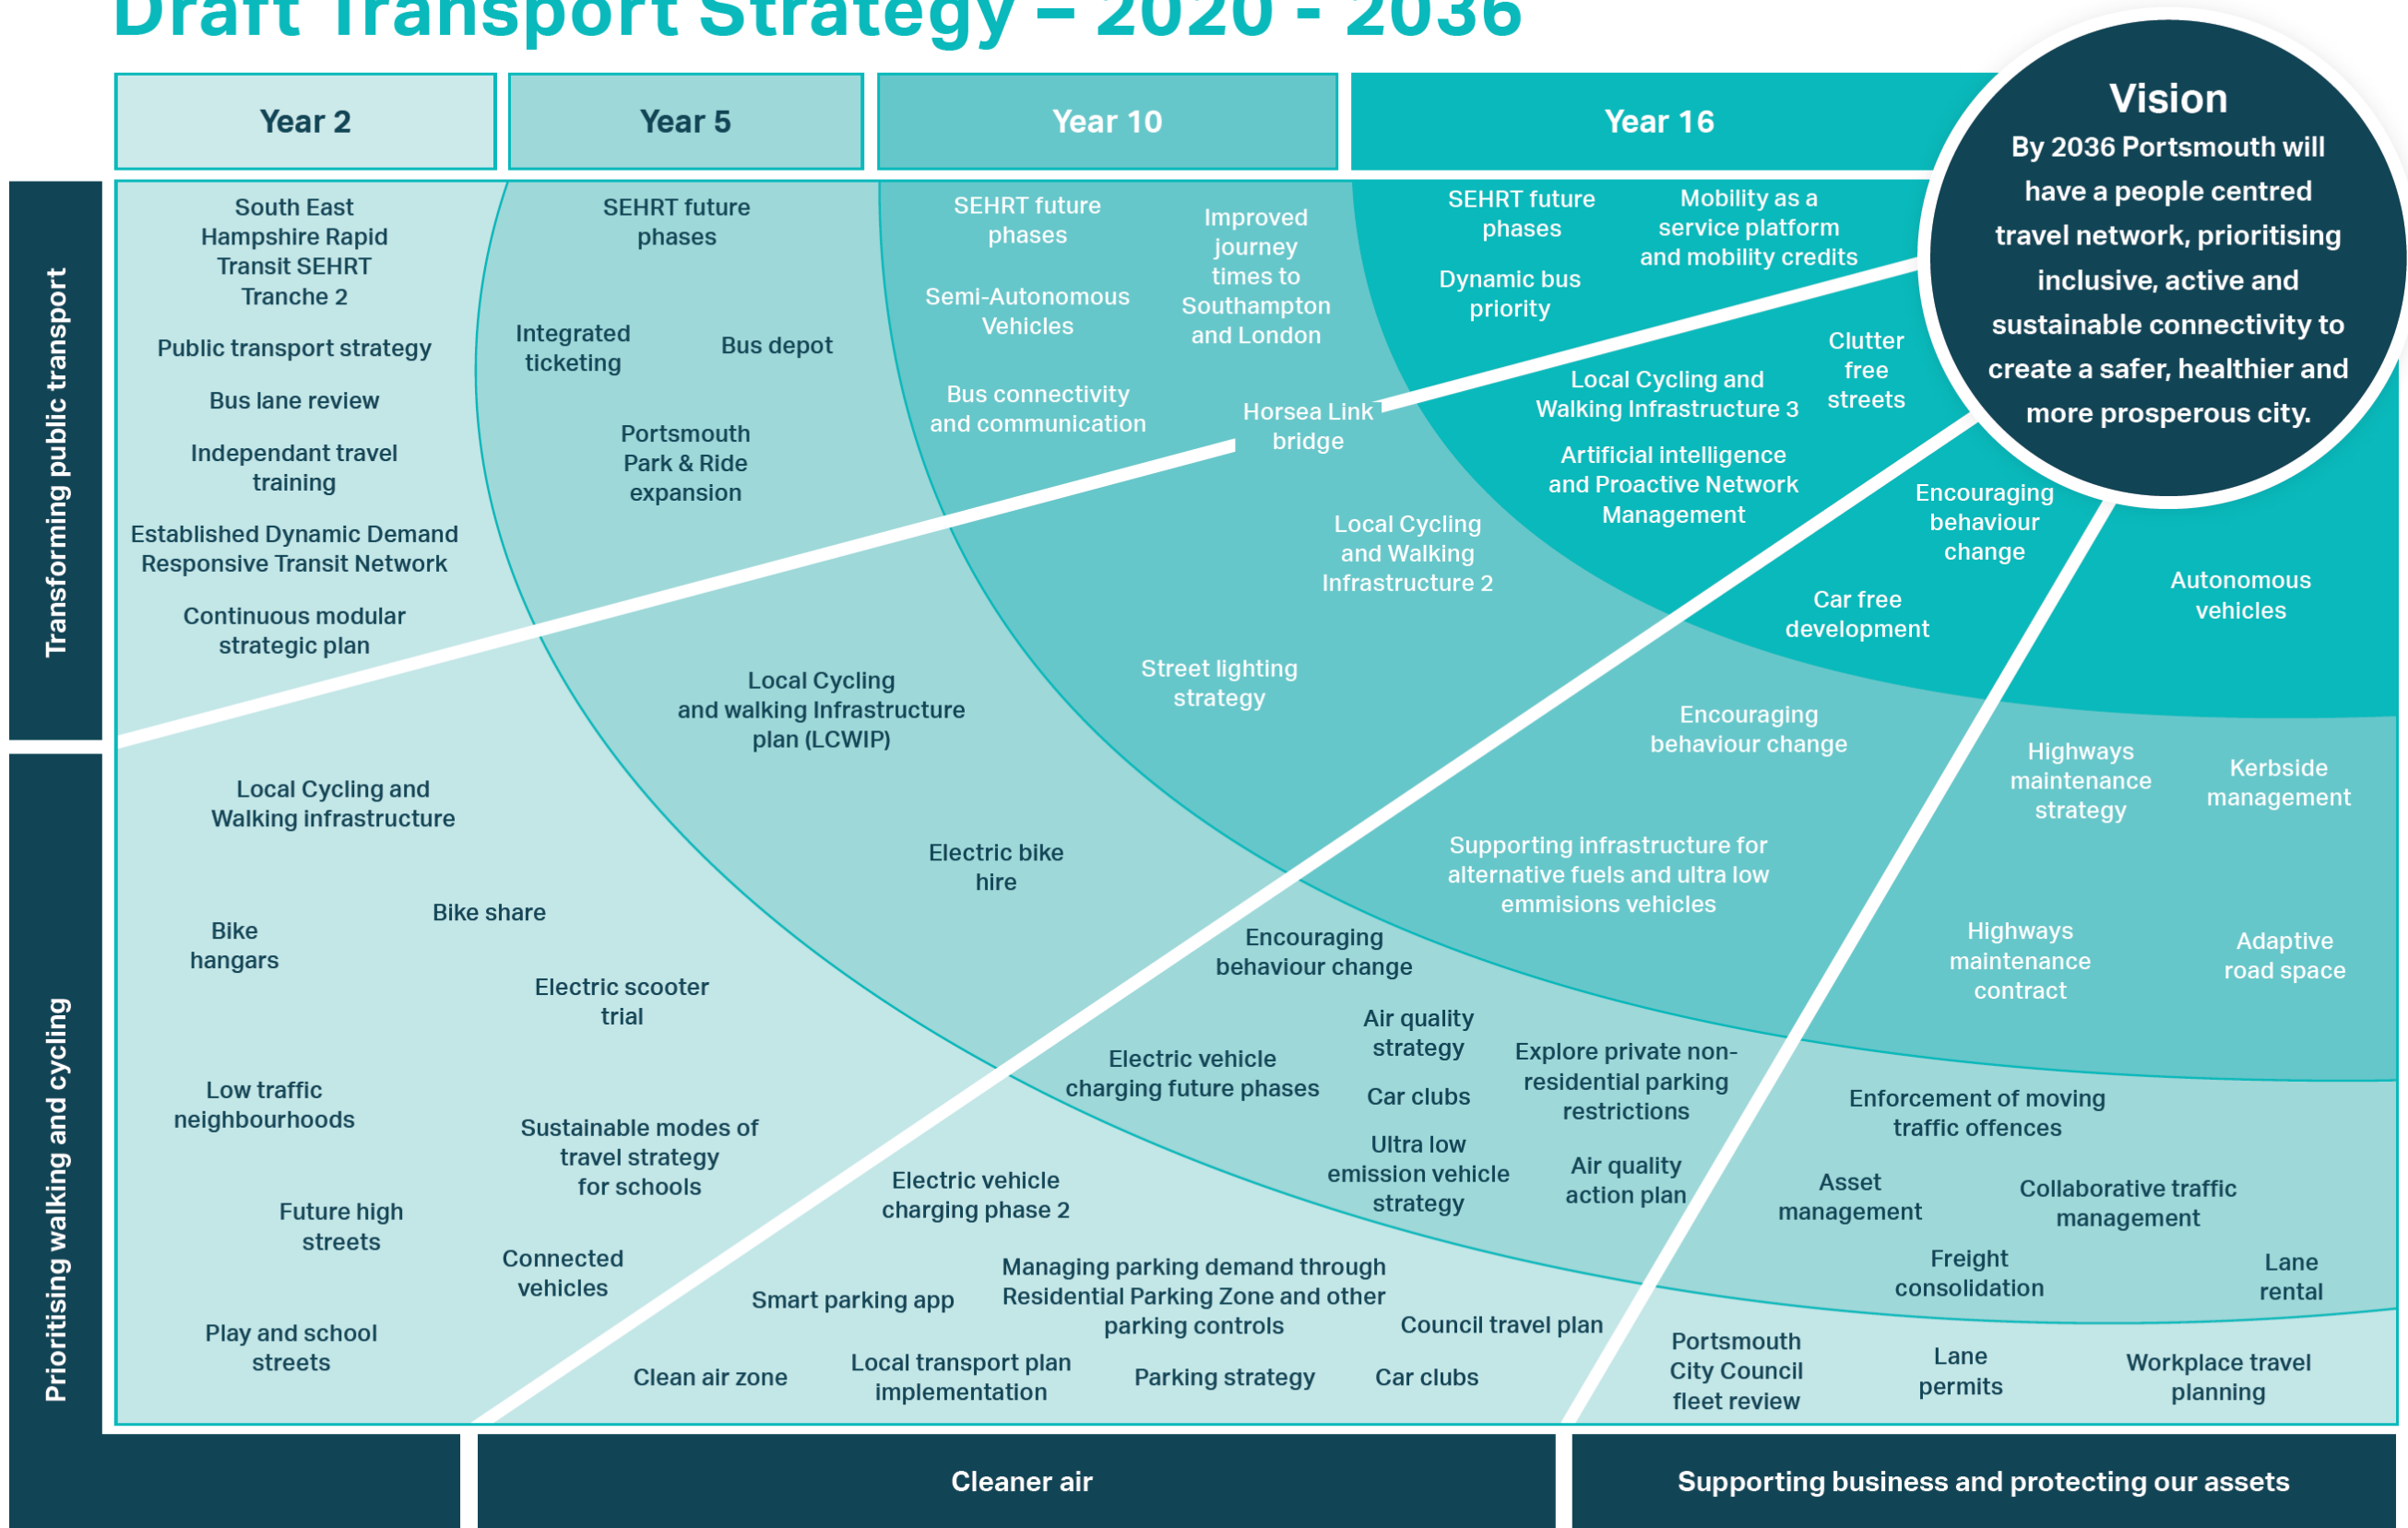 Draft Transport Strategy – 2020 - 2036
Year 2
Year 5
Year 10
Year 16
Vision
By 2036 Portsmouth will
have a people centred
travel network, prioritising
inclusive, active and
sustainable connectivity to
create a safer, healthier and
more prosperous city.
Transforming public transport
South East
Hampshire Rapid
Transit SEHRT
Tranche 2
Public transport strategy
Bus lane review
Independant travel
training
Established Dynamic Demand
Responsive Transit Network
Continuous modular
strategic plan
SEHRT future
phases
Integrated
ticketing
Bus depot
Portsmouth
Park & Ride
expansion
SEHRT future
phases
Improved
journey
times to
Southampton
and London
Semi-Autonomous
Vehicles
Bus connectivity
and communication
Horsea Link
bridge
SEHRT future
phases
Mobility as a
service platform
and mobility credits
Dynamic bus
priority
Prioritising walking and cycling
Local Cycling and
Walking infrastructure
Bike share
Bike
hangars
Electric scooter
trial
Low traffic
neighbourhoods
Sustainable modes of
travel strategy
for schools
Future high
streets
Connected
vehicles
Play and school
streets
Local Cycling
and walking Infrastructure
plan (LCWIP)
Electric bike
hire
Local Cycling
and Walking
Infrastructure 2
Street lighting
strategy
Clutter
free
streets
Local Cycling and
Walking Infrastructure 3
Artificial intelligence
and Proactive Network
Management
Encouraging
behaviour
change
Car free
development
Encouraging
behaviour change
Supporting infrastructure for
alternative fuels and ultra low
emmisions vehicles
Encouraging
behaviour change
Air quality
strategy
Electric vehicle
charging future phases
Explore private non-
residential parking
restrictions
Car clubs
Ultra low
emission vehicle
strategy
Air quality
action plan
Electric vehicle
charging phase 2
Managing parking demand through
Residential Parking Zone and other
parking controls
Smart parking app
Council travel plan
Clean air zone
Local transport plan
implementation
Parking strategy
Car clubs
Cleaner air
Autonomous
vehicles
Highways
maintenance
strategy
Kerbside
management
Highways
maintenance
contract
Adaptive
road space
Enforcement of moving
traffic offences
Asset
management
Collaborative traffic
management
Freight
consolidation
Lane
rental
Portsmouth
City Council
fleet review
Lane
permits
Workplace travel
planning
Supporting business and protecting our assets